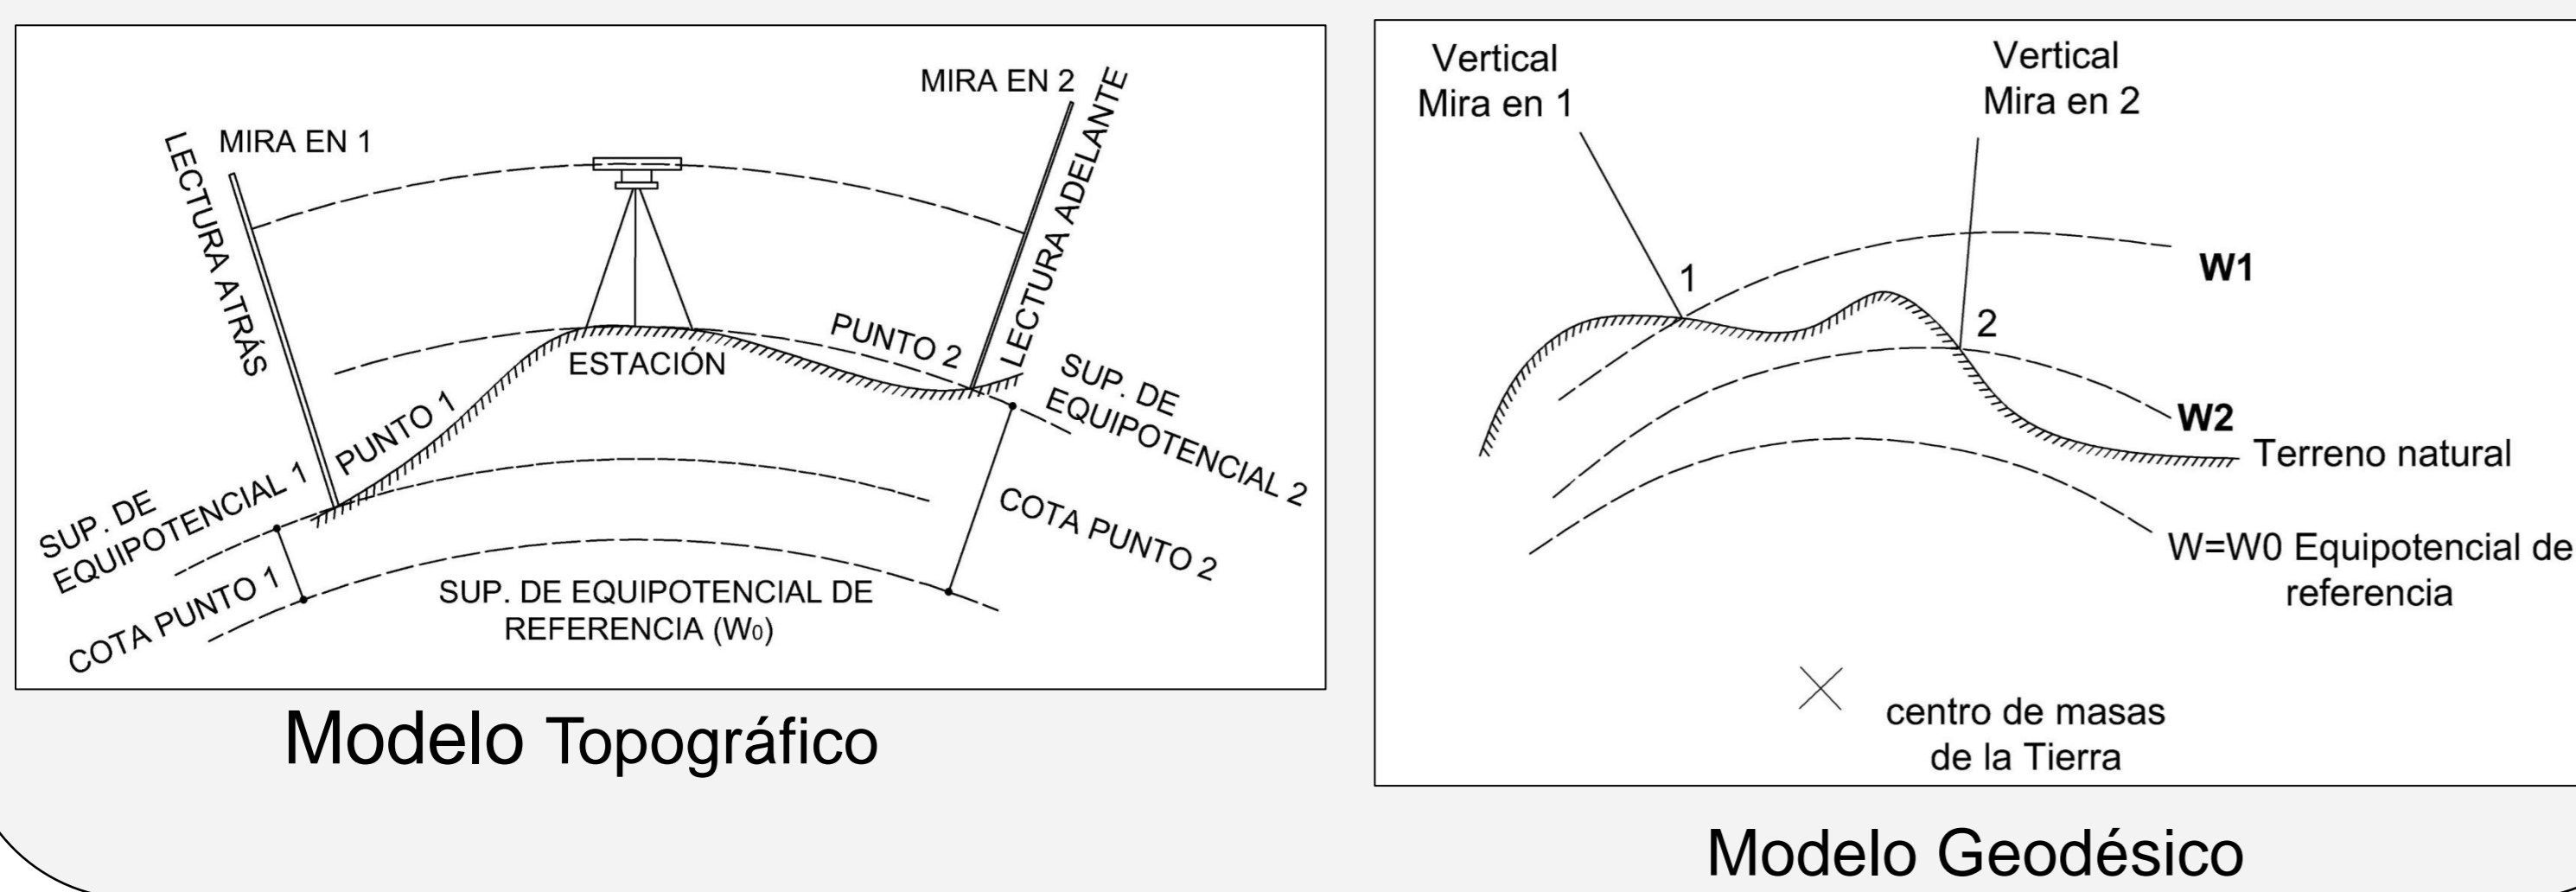 MIRA EN 1
MIRA EN 2
LECTURA ATRÁS
LECTURA ADELANTE
PUNTO 1
ESTACIÓN
PUNTO 2
SUP. DE
EQUIPOTENCIAL 1
SUP. DE
EQUIPOTENCIAL 2
COTA PUNTO 1
COTA PUNTO 2
SUP. DE EQUIPOTENCIAL DE
REFERENCIA (W0)
Modelo Topográfico
Vertical
Mira en 1
Vertical
Mira en 2
1
2
W1
W2
Terreno natural
W=W0 Equipotencial de
referencia
centro de masas
de la Tierra
Modelo Geodésico